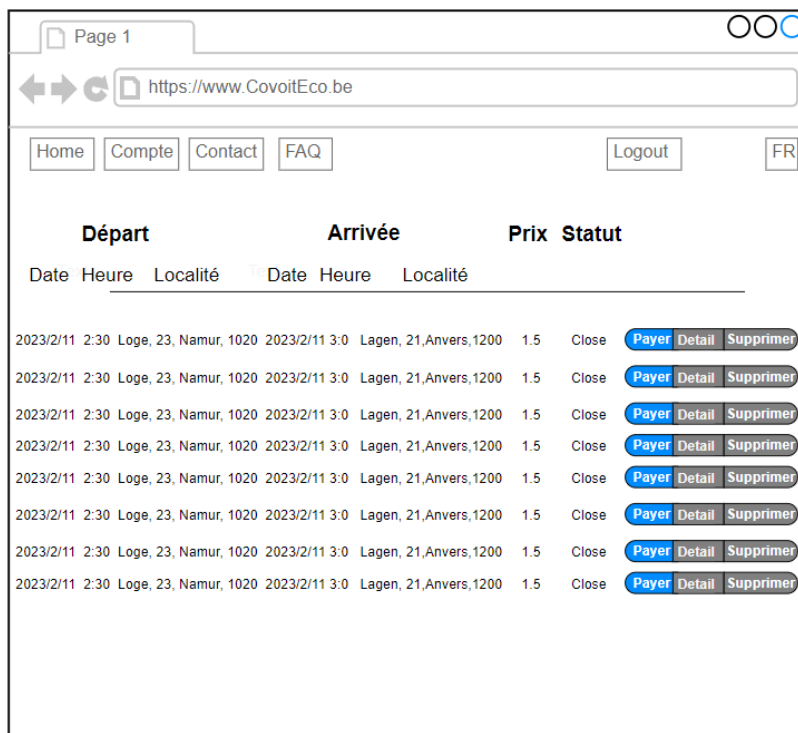 Page 1
https://www.CovoitEco.be
Home Compte Contact FAQ Logout FR
Départ Arrivée Prix Statut
Date Heure Localité Date Heure Localité
2023/2/11 2:30 Loge, 23, Namur, 1020 2023/2/11 3:0 Lagen, 21,Anvers,1200 1.5 Close Payer Detail Supprimer
2023/2/11 2:30 Loge, 23, Namur, 1020 2023/2/11 3:0 Lagen, 21,Anvers,1200 1.5 Close Payer Detail Supprimer
2023/2/11 2:30 Loge, 23, Namur, 1020 2023/2/11 3:0 Lagen, 21,Anvers,1200 1.5 Close Payer Detail Supprimer
2023/2/11 2:30 Loge, 23, Namur, 1020 2023/2/11 3:0 Lagen, 21,Anvers,1200 1.5 Close Payer Detail Supprimer
2023/2/11 2:30 Loge, 23, Namur, 1020 2023/2/11 3:0 Lagen, 21,Anvers,1200 1.5 Close Payer Detail Supprimer
2023/2/11 2:30 Loge, 23, Namur, 1020 2023/2/11 3:0 Lagen, 21,Anvers,1200 1.5 Close Payer Detail Supprimer
2023/2/11 2:30 Loge, 23, Namur, 1020 2023/2/11 3:0 Lagen, 21,Anvers,1200 1.5 Close Payer Detail Supprimer
2023/2/11 2:30 Loge, 23, Namur, 1020 2023/2/11 3:0 Lagen, 21,Anvers,1200 1.5 Close Payer Detail Supprimer